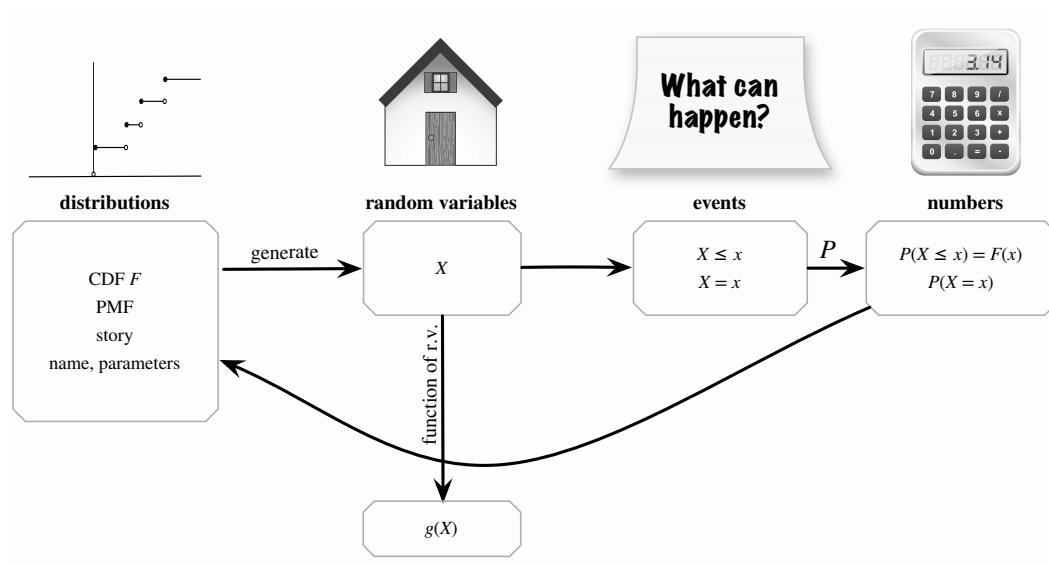 What can
happen?
3.14
7 8 9 /
4 5 6 x
1 2 3 +
0 . = -
distributions
random variables
events
numbers
CDF F
PMF
story
name, parameters
generate
X
X ≤ x
X = x
P
P(X ≤ x) = F(x)
P(X = x)
function of r.v.
g(X)